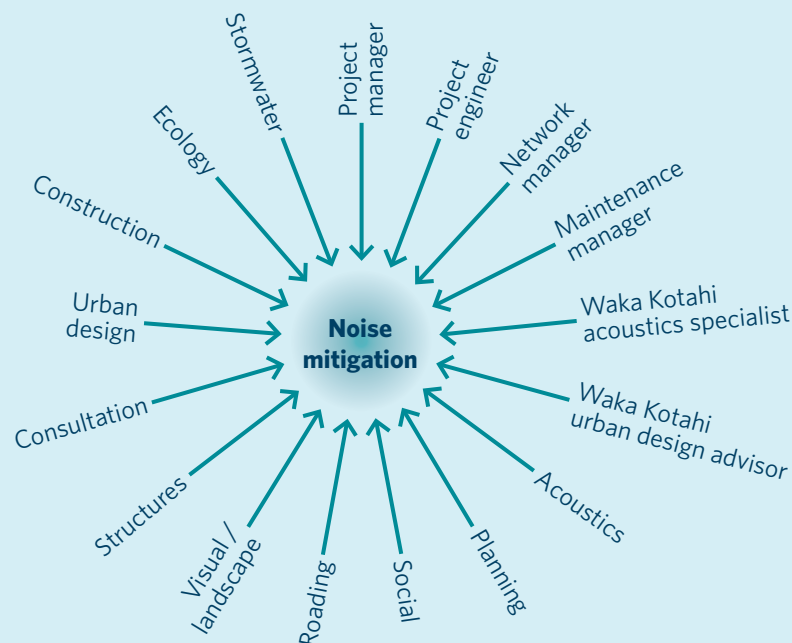 Project
manager
Project
engineer
Network
manager
Maintenance
manager
Waka Kotahi
acoustics specialist
Waka Kotahi
urban design advisor
Acoustics
Planning
Social
Roading
Visual /
landscape
Structures
Consultation
Urban
design
Construction
Ecology
Stormwater
Noise
mitigation